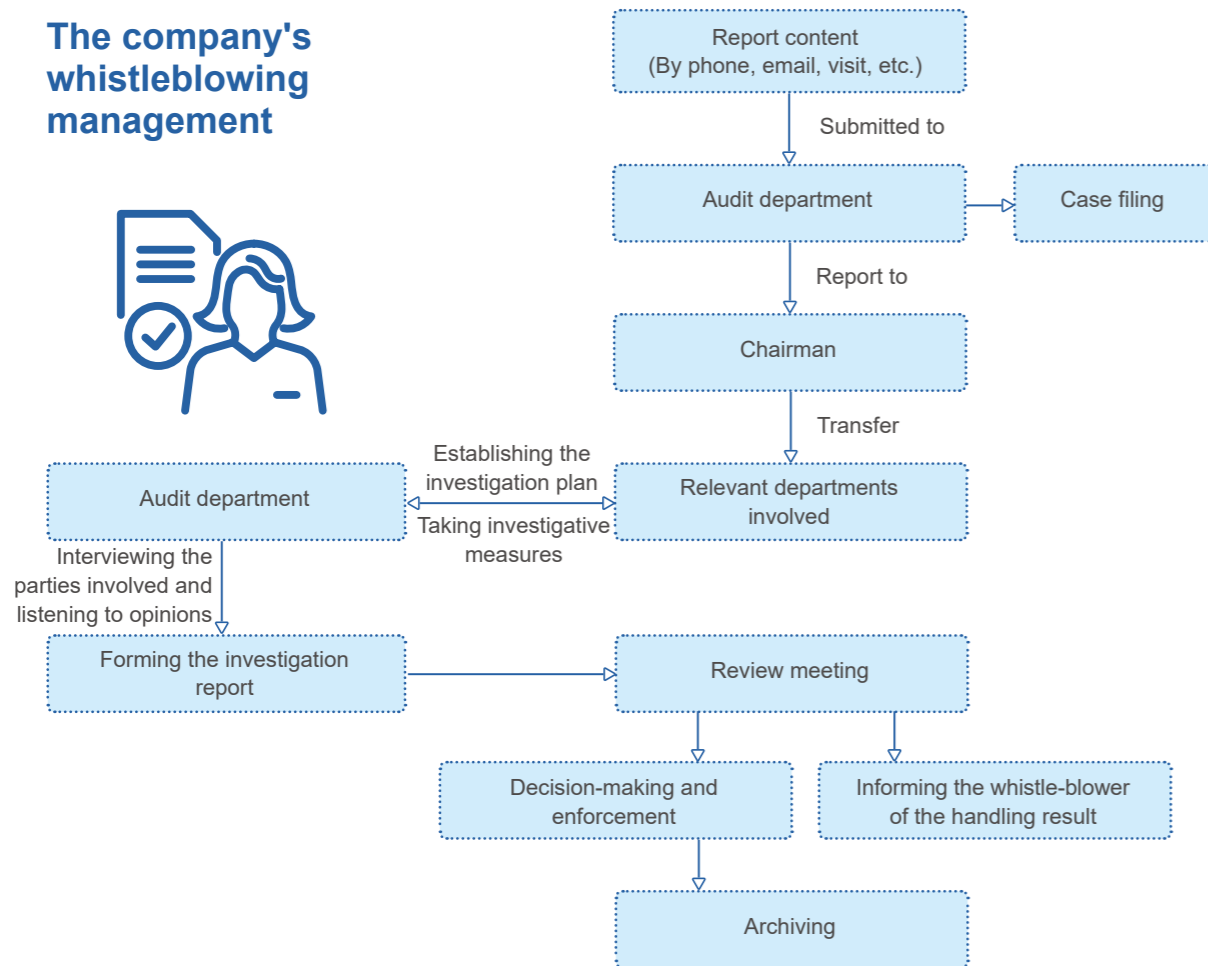 The company's
whistleblowing
management
Report content
(By phone, email, visit, etc.)
Submitted to
Audit department
Case filing
Report to
Chairman
Transfer
Establishing the
investigation plan
Audit department
Relevant departments
involved
Taking investigative
measures
Interviewing the
parties involved and
listening to opinions
Forming the investigation
report
Review meeting
Decision-making and
enforcement
Informing the whistle-blower
of the handling result
Archiving